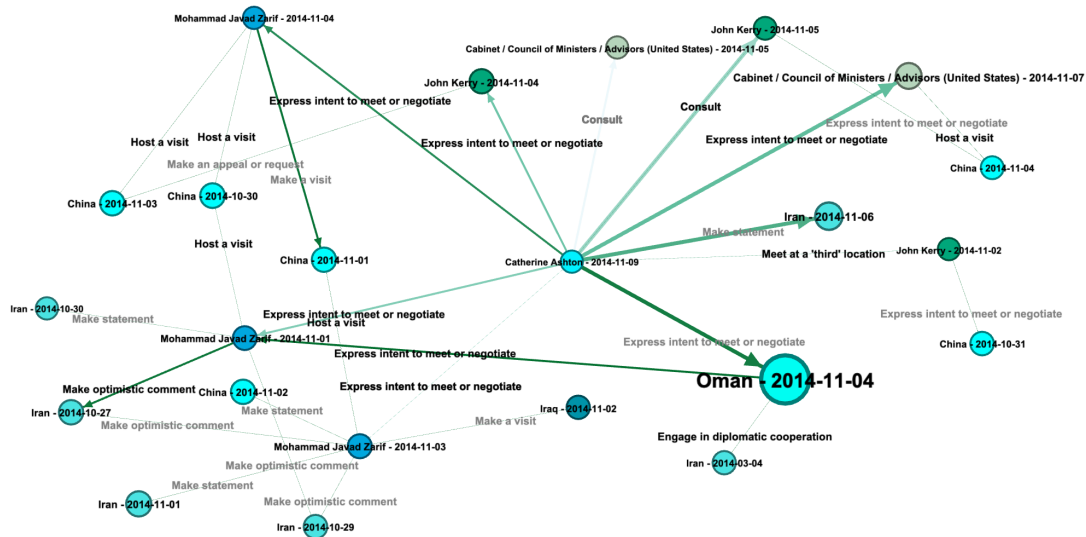 Mohammad Javad Zarif - 2014-11-04
John Kerry - 2014-11-05
Cabinet / Council of Ministers / Advisors (United States) - 2014-11-05
Cabinet / Council of Ministers / Advisors (United States) - 2014-11-07
John Kerry - 2014-11-04
Express intent to meet or negotiate
Consult
Consult
Express intent to meet or negotiate
Host a visit
Express intent to meet or negotiate
Express intent to meet or negotiate
Host a visit
Make an appeal or request
China - 2014-11-04
Make a visit
China - 2014-10-30
China - 2014-11-03
Iran - 2014-11-06
Make statement
Host a visit
John Kerry - 2014-11-02
Meet at a 'third' location
China - 2014-11-01
Catherine Ashton - 2014-11-09
Iran - 2014-10-30
Express intent to meet or negotiate
Express intent to meet or negotiate
Make statement
Host a visit
Mohammad Javad Zarif - 2014-11-01
Express intent to meet or negotiate
China - 2014-10-31
Express intent to meet or negotiate
Oman - 2014-11-04
Make optimistic comment
China - 2014-11-02
Express intent to meet or negotiate
Iran - 2014-10-27
Make statement
Iraq - 2014-11-02
Make a visit
Make optimistic comment
Engage in diplomatic cooperation
Mohammad Javad Zarif - 2014-11-03
Iran - 2014-03-04
Make optimistic comment
Make statement
Iran - 2014-11-01
Make optimistic comment
Iran - 2014-10-29